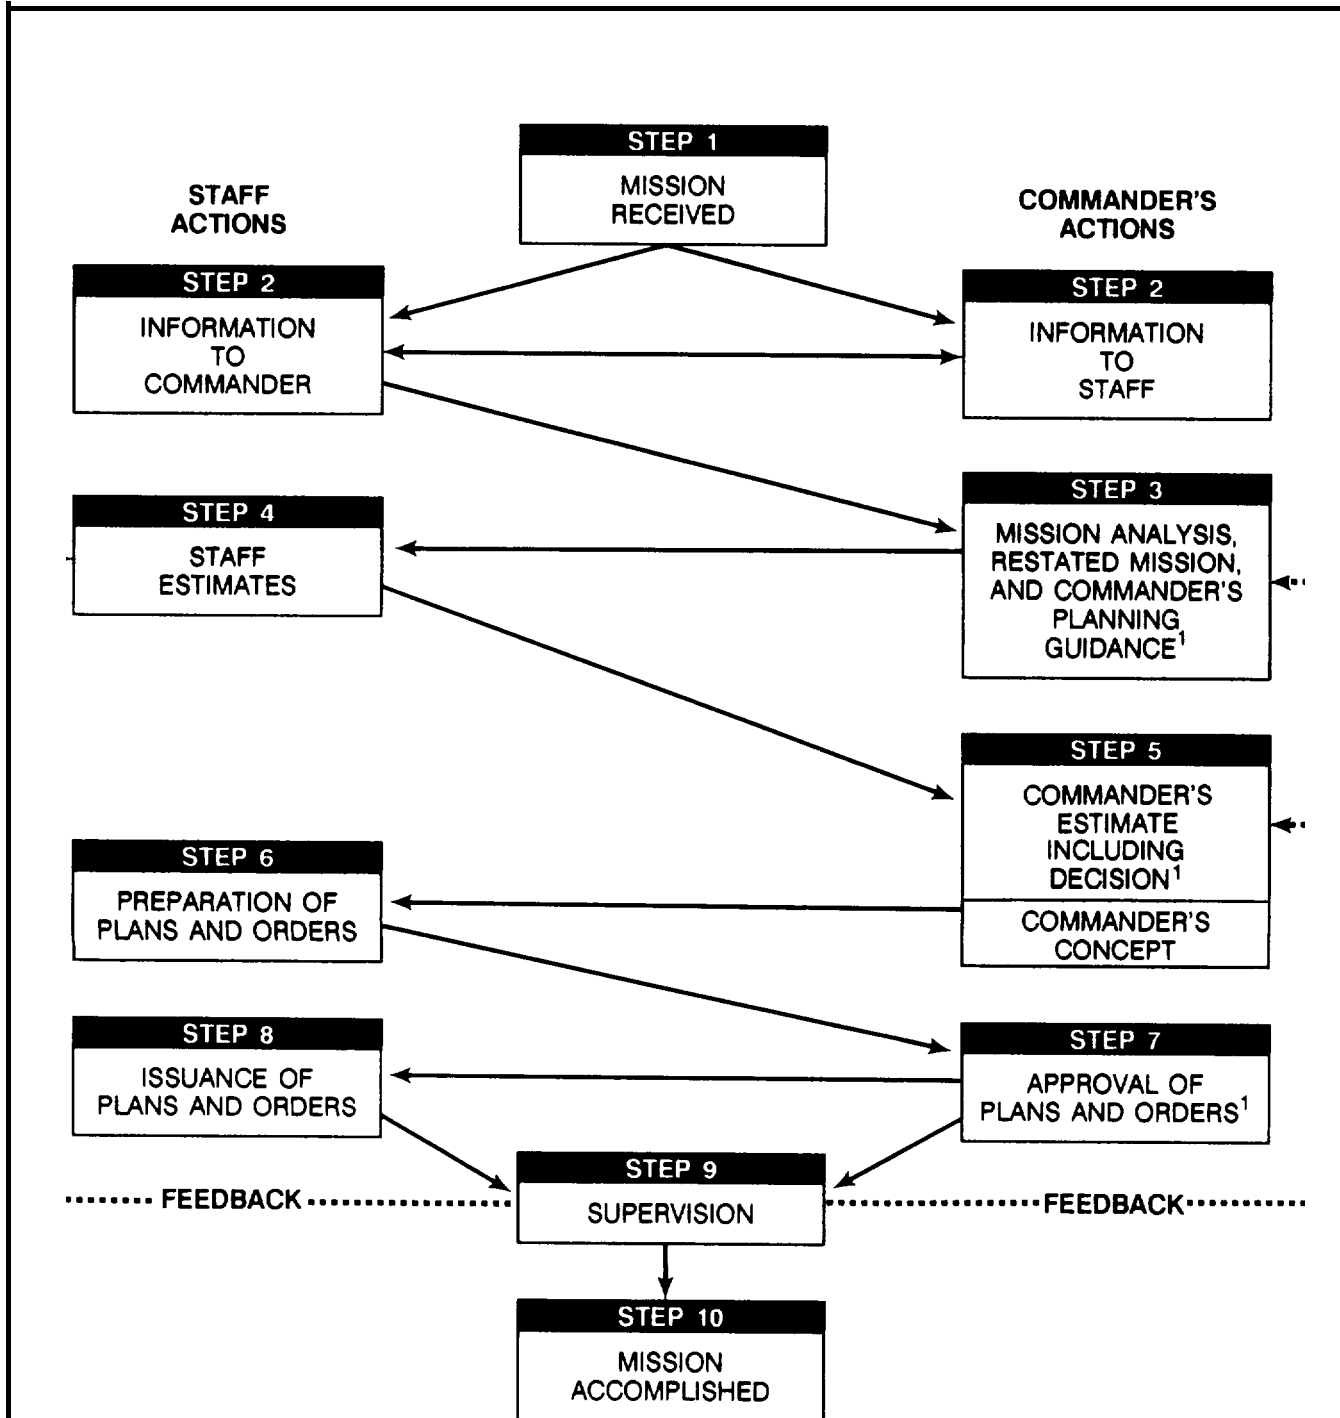 STEP 1
MISSION
RECEIVED
STAFF
ACTIONS
COMMANDER'S
ACTIONS
STEP 2
INFORMATION
TO
COMMANDER
STEP 2
INFORMATION
TO
STAFF
STEP 3
MISSION ANALYSIS,
RESTATED MISSION,
AND COMMANDER'S
PLANNING
GUIDANCE¹
STEP 4
STAFF
ESTIMATES
STEP 5
COMMANDER'S
ESTIMATE
INCLUDING
DECISION¹
COMMANDER'S
CONCEPT
STEP 6
PREPARATION OF
PLANS AND ORDERS
STEP 7
APPROVAL OF
PLANS AND ORDERS¹
STEP 8
ISSUANCE OF
PLANS AND ORDERS
STEP 9
SUPERVISION
FEEDBACK
FEEDBACK
STEP 10
MISSION
ACCOMPLISHED